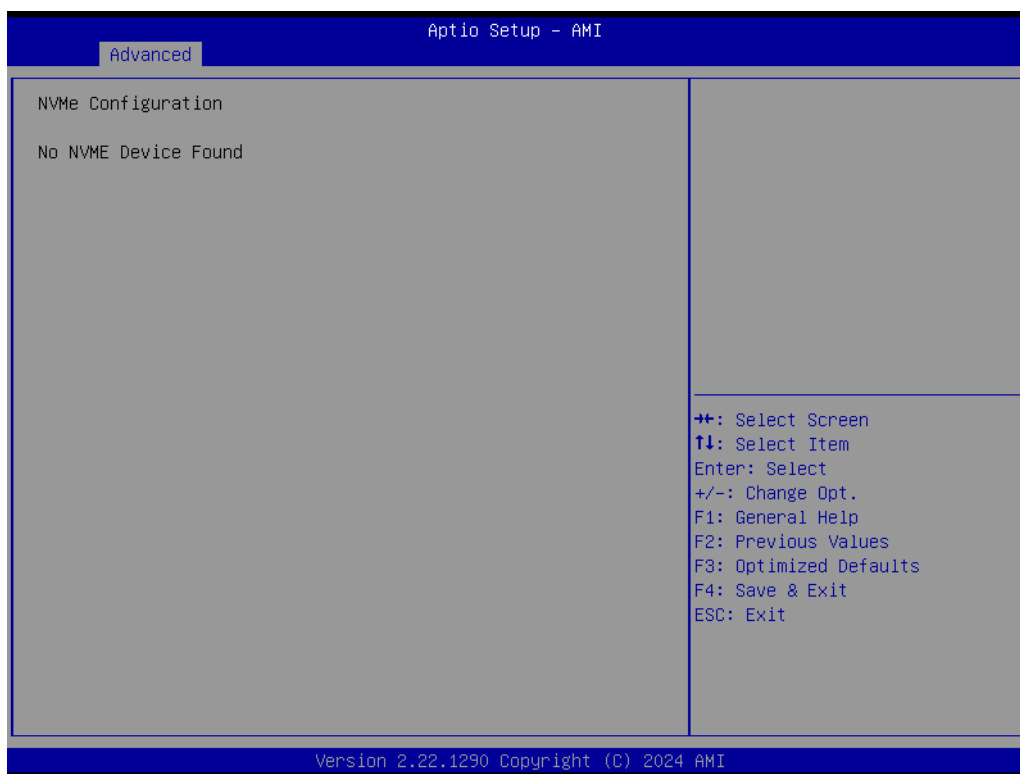 Aptio Setup – AMI
Advanced
NVMe Configuration
No NVME Device Found
→←: Select Screen
↑↓: Select Item
Enter: Select
+/-: Change Opt.
F1: General Help
F2: Previous Values
F3: Optimized Defaults
F4: Save & Exit
ESC: Exit
Version 2.22.1290 Copyright (C) 2024 AMI